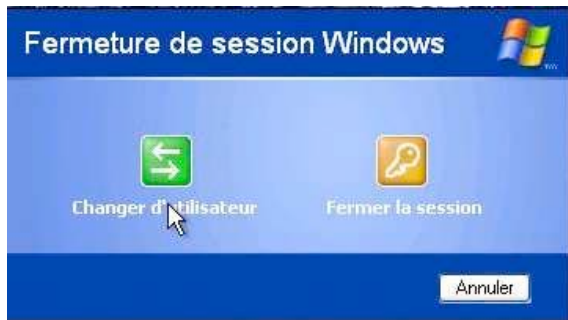 Fermeture de session Windows
Changer d'utilisateur
Fermer la session
Annuler